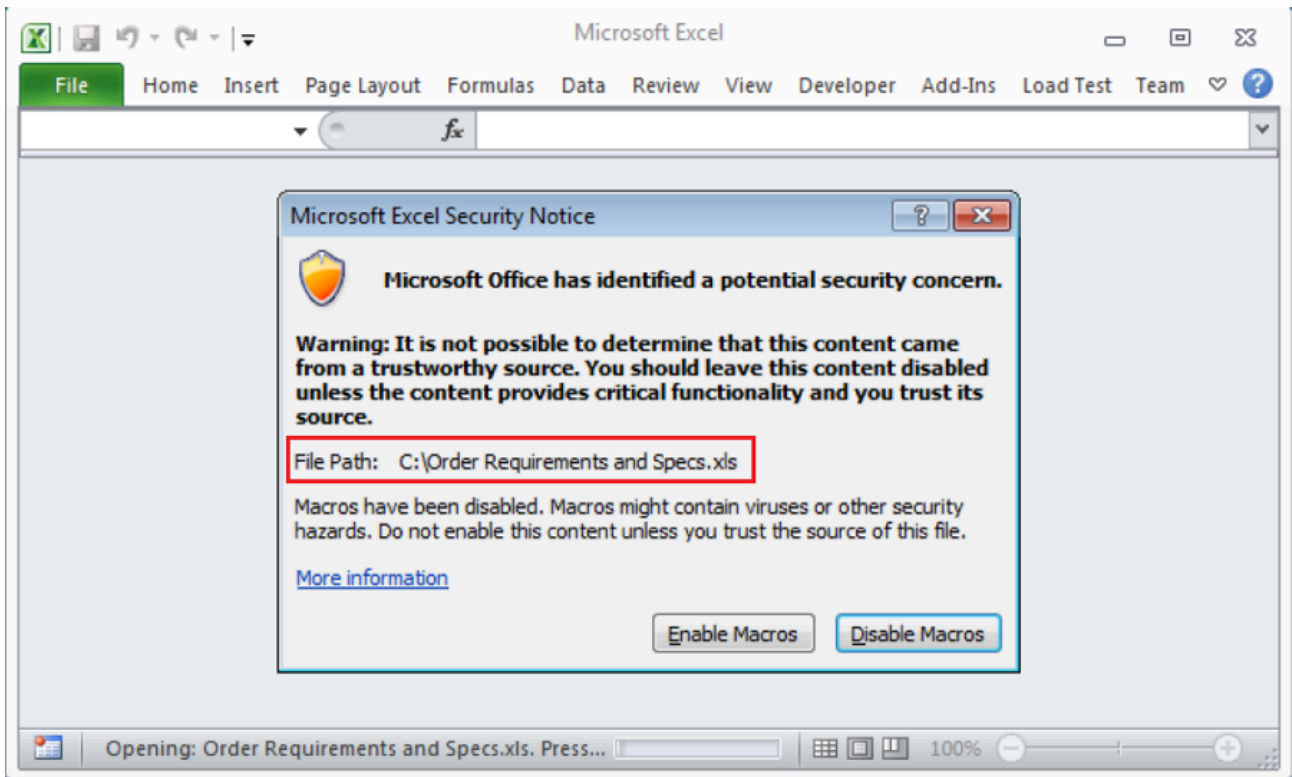 Microsoft Excel
File Home Insert Page Layout Formulas Data Review View Developer Add-Ins Load Test Team
fx
Microsoft Excel Security Notice
Microsoft Office has identified a potential security concern.
Warning: It is not possible to determine that this content came
from a trustworthy source. You should leave this content disabled
unless the content provides critical functionality and you trust its
source.
File Path: C:\Order Requirements and Specs.xls
Macros have been disabled. Macros might contain viruses or other security
hazards. Do not enable this content unless you trust the source of this file.
More information
Enable Macros Disable Macros
Opening: Order Requirements and Specs.xls. Press... 100%